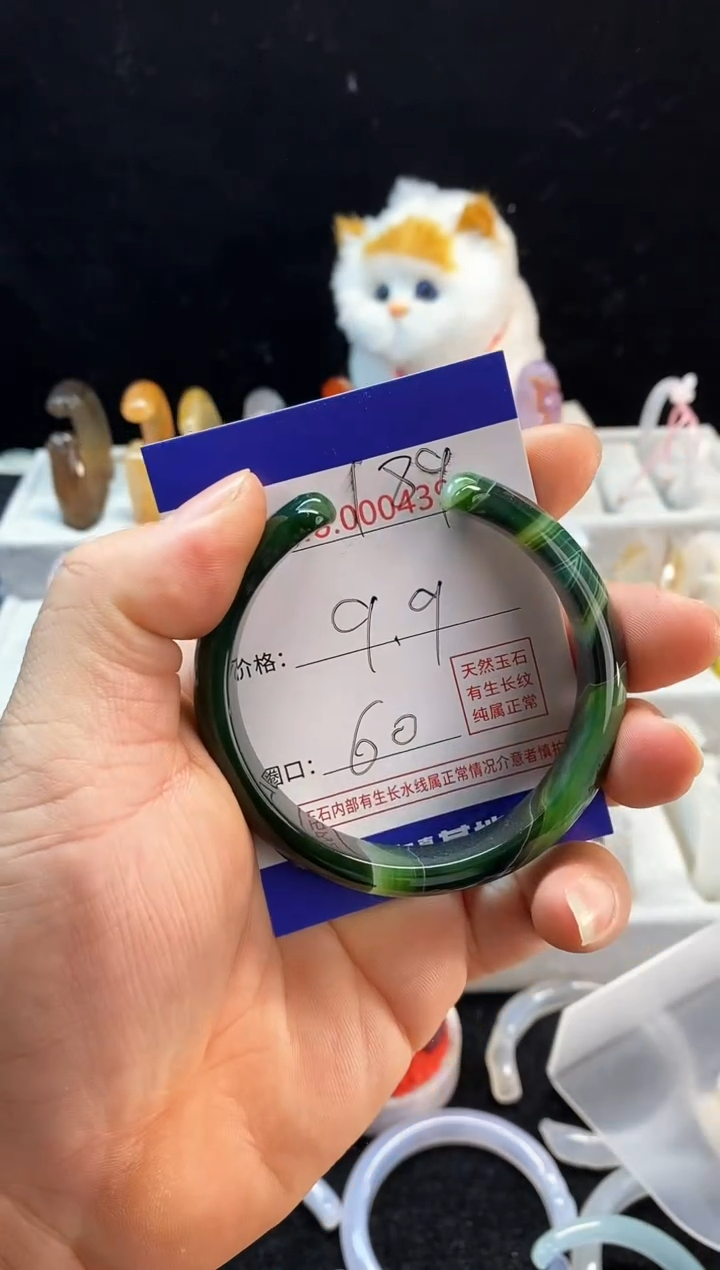 189
.000439
价格： 99
天然玉石
有生长纹
纯属正常
圈口： 60
玉石内部有生长水线属正常情况介意者慎拍